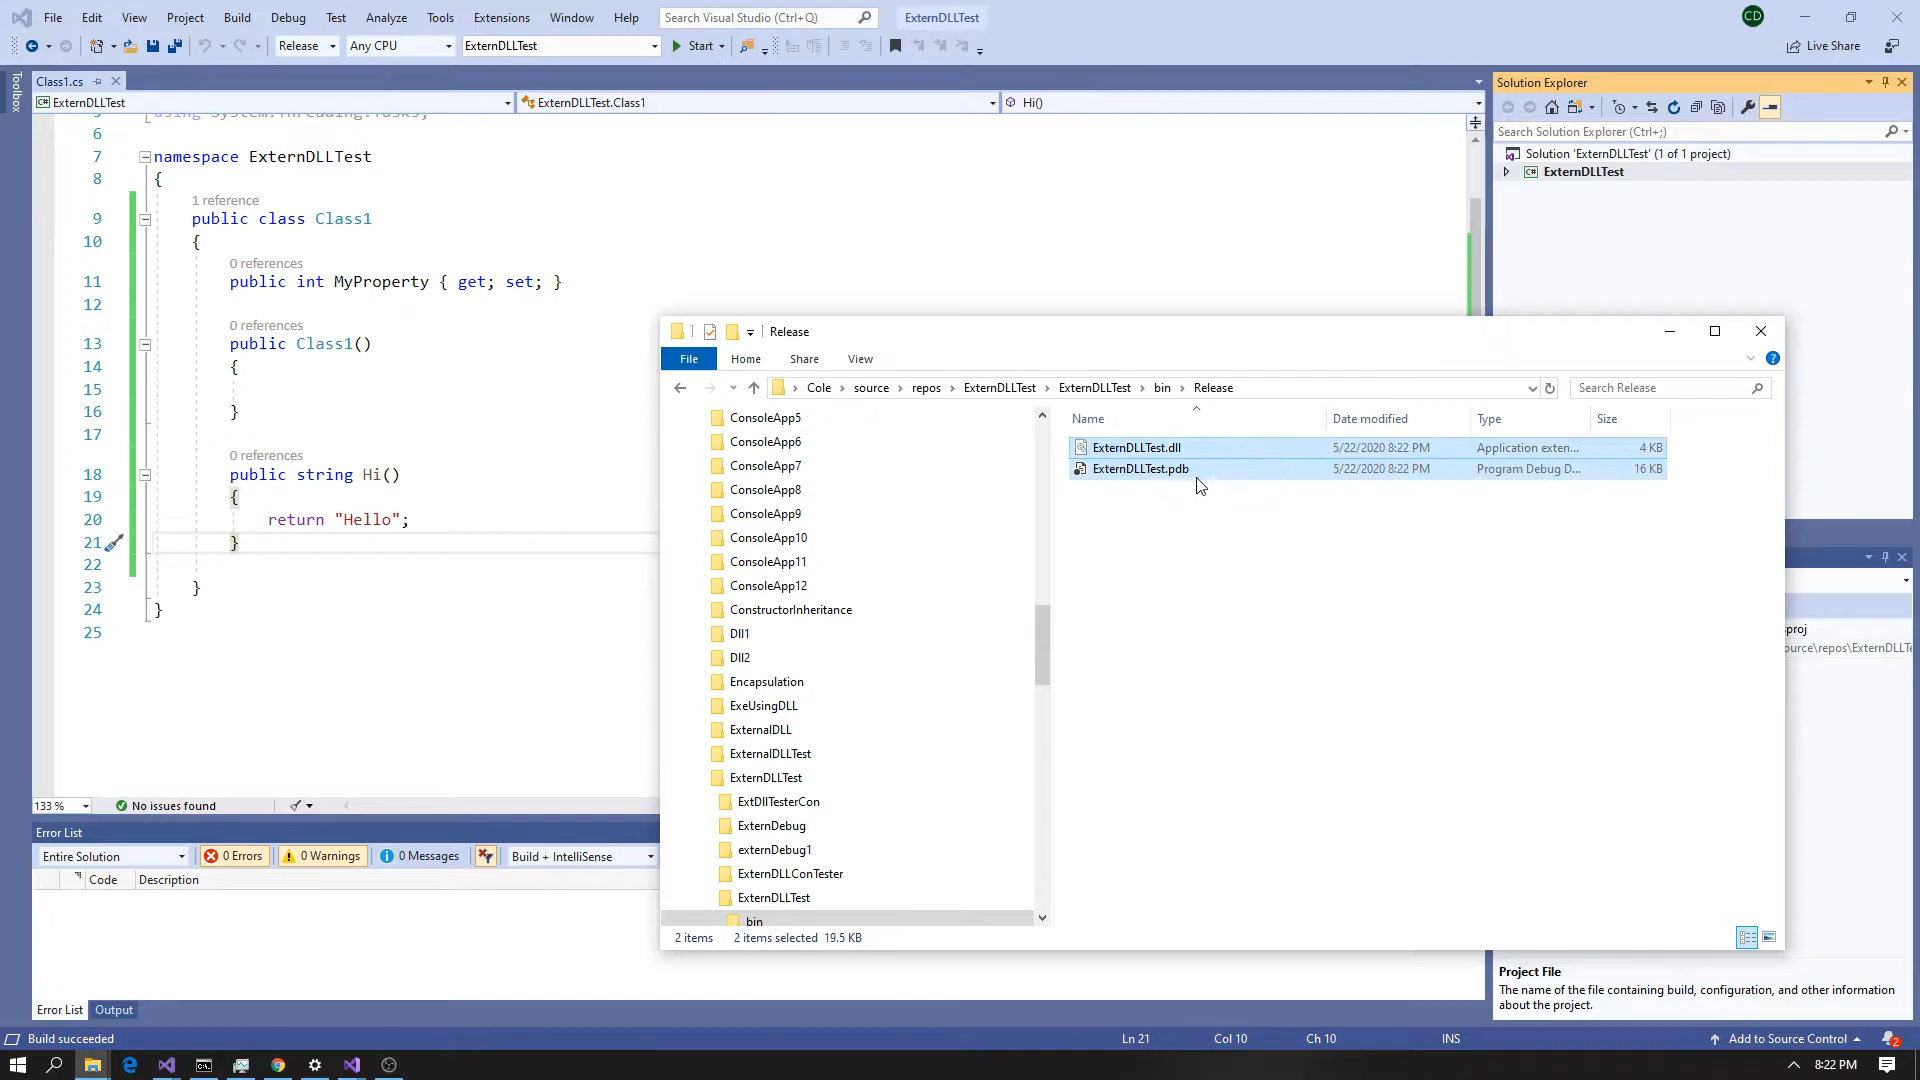 File Edit View Project Build Debug Test Analyze Tools Extensions Window Help Search Visual Studio (Ctrl+Q) ExternDLLTest CD
Release Any CPU ExternDLLTest Start Live Share
Toolbox
Class1.cs
ExternDLLTest ExternDLLTest.Class1 Hi()
5 using System.Threading.Tasks;
6
7 namespace ExternDLLTest
8 {
1 reference
9 public class Class1
10 {
0 references
11 public int MyProperty { get; set; }
12
0 references
13 public Class1()
14 {
15
16 }
17
0 references
18 public string Hi()
19 {
20 return "Hello";
21 }
22
23 }
24 }
25
133 % No issues found
Error List
Entire Solution 0 Errors 0 Warnings 0 Messages Build + IntelliSense
Code Description
Error List Output
Solution Explorer
Search Solution Explorer (Ctrl+;)
Solution 'ExternDLLTest' (1 of 1 project)
C# ExternDLLTest
Release
File Home Share View
Cole source repos ExternDLLTest ExternDLLTest bin Release Search Release
Name Date modified Type Size
ExternDLLTest.dll 5/22/2020 8:22 PM Application exten... 4 KB
ExternDLLTest.pdb 5/22/2020 8:22 PM Program Debug D... 16 KB
ConsoleApp5
ConsoleApp6
ConsoleApp7
ConsoleApp8
ConsoleApp9
ConsoleApp10
ConsoleApp11
ConsoleApp12
ConstructorInheritance
Dll1
Dll2
Encapsulation
ExeUsingDLL
ExternalDLL
ExternalDLLTest
ExternDLLTest
ExtDllTesterCon
ExternDebug
externDebug1
ExternDLLConTester
ExternDLLTest
bin
2 items 2 items selected 19.5 KB
proj
ource\repos\ExternDLLTe
Project File
The name of the file containing build, configuration, and other information
about the project.
Build succeeded Ln 21 Col 10 Ch 10 INS Add to Source Control 2
8:22 PM